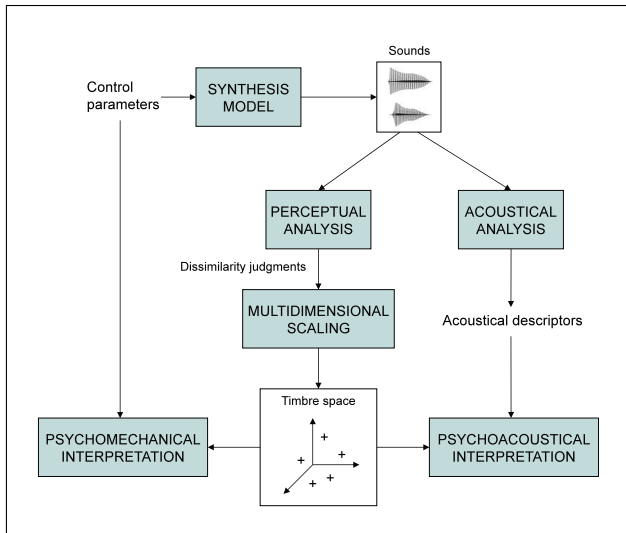 Sounds
Control
parameters
SYNTHESIS
MODEL
PERCEPTUAL
ANALYSIS
ACOUSTICAL
ANALYSIS
Dissimilarity judgments
MULTIDIMENSIONAL
SCALING
Acoustical descriptors
Timbre space
PSYCHOMECHANICAL
INTERPRETATION
PSYCHOACOUSTICAL
INTERPRETATION